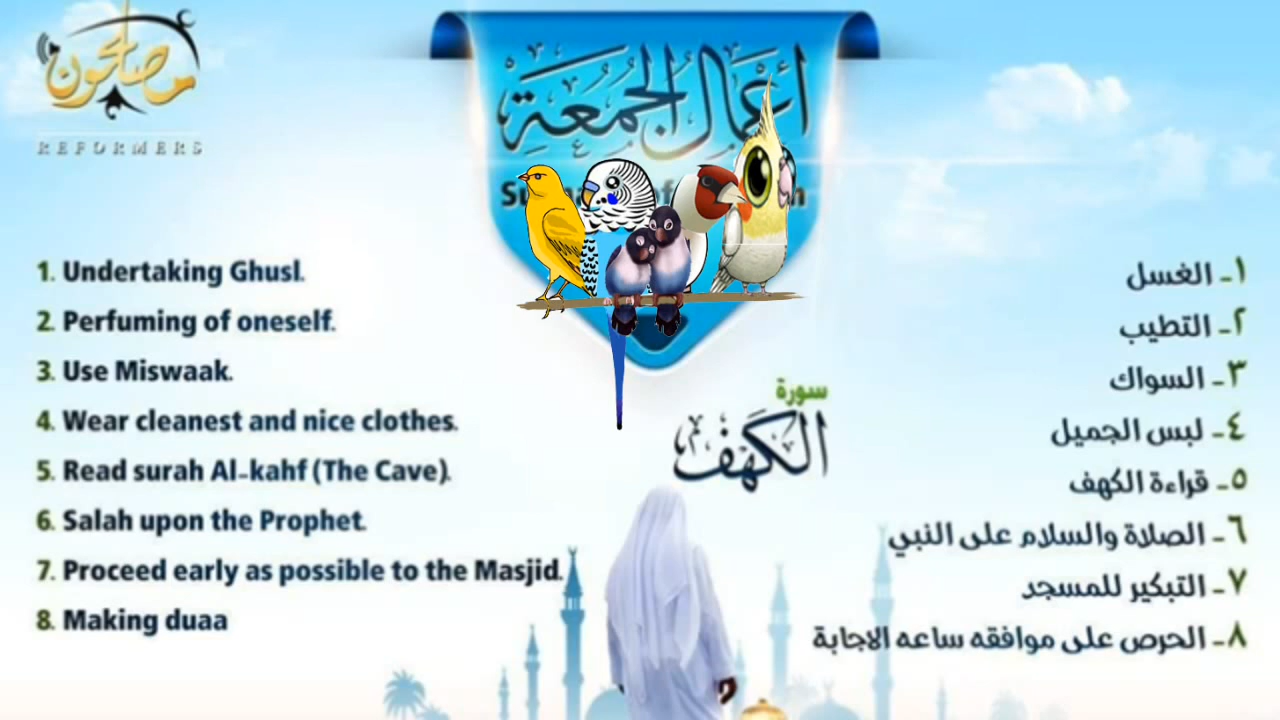 مصلحون
REFORMERS
أعمال الجمعة
1. Undertaking Ghusl.
2. Perfuming of oneself.
3. Use Miswaak.
4. Wear cleanest and nice clothes.
5. Read surah Al-kahf (The Cave).
6. Salah upon the Prophet.
7. Proceed early as possible to the Masjid.
8. Making duaa
سورة
الكهف
١- الغسل
٢- التطيب
٣- السواك
٤- لبس الجميل
٥- قراءة الكهف
٦- الصلاة والسلام على النبي
٧- التبكير للمسجد
٨- الحرص على موافقه ساعه الاجابة